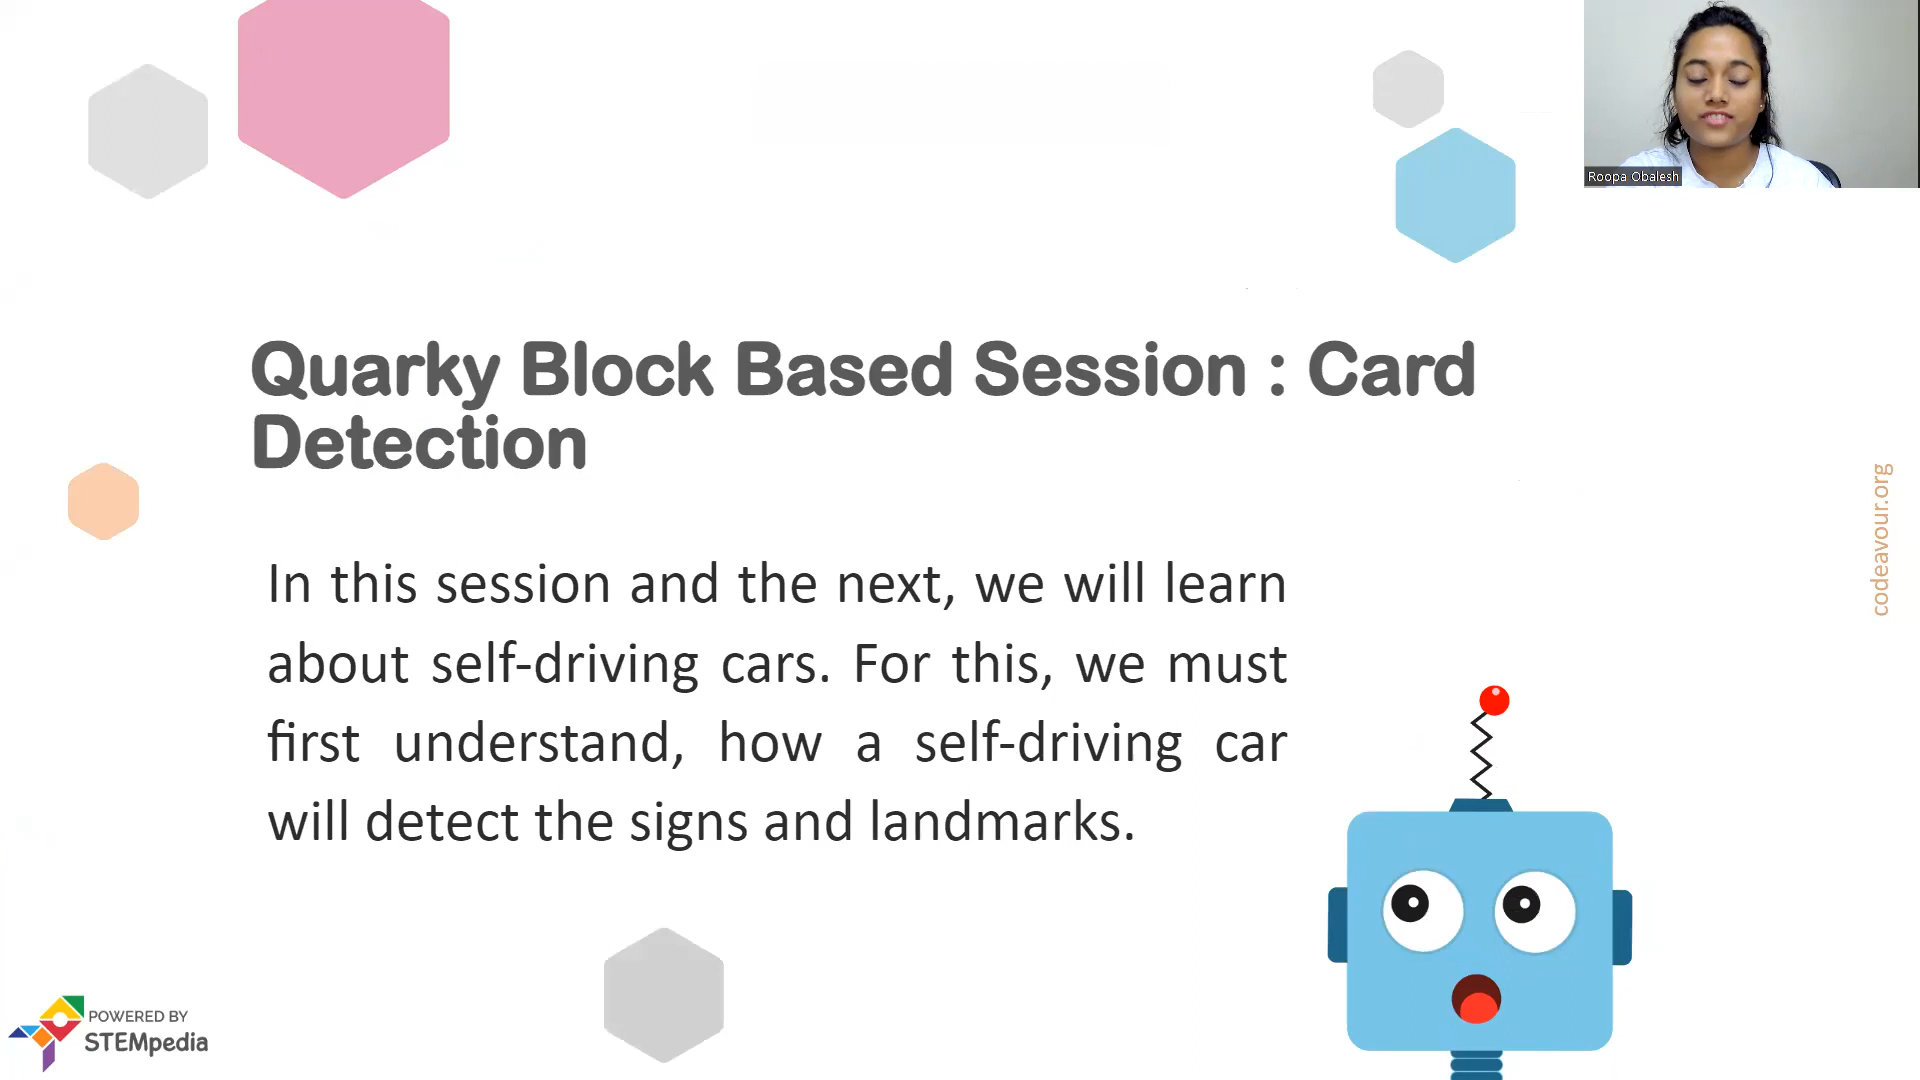 Roopa Obalesh
Quarky Block Based Session : Card
Detection
In this session and the next, we will learn
about self-driving cars. For this, we must
first understand, how a self-driving car
will detect the signs and landmarks.
codeavour.org
POWERED BY
STEMpedia